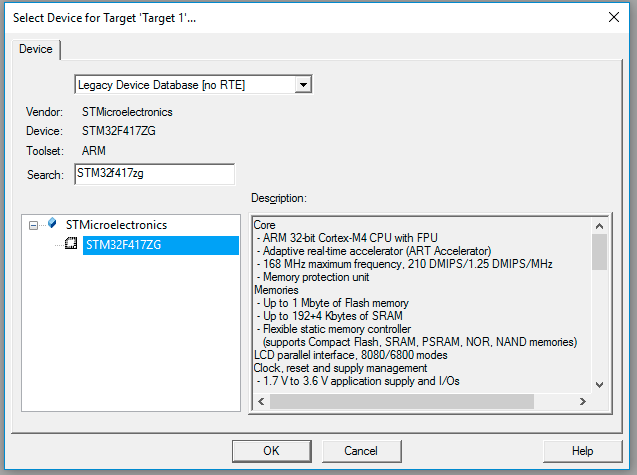 Select Device for Target 'Target 1'...
Device
Legacy Device Database [no RTE]
Vendor: STMicroelectronics
Device: STM32F417ZG
Toolset: ARM
Search: STM32f417zg
Description:
STMicroelectronics
STM32F417ZG
Core
- ARM 32-bit Cortex-M4 CPU with FPU
- Adaptive real-time accelerator (ART Accelerator)
- 168 MHz maximum frequency, 210 DMIPS/1.25 DMIPS/MHz
- Memory protection unit
Memories
- Up to 1 Mbyte of Flash memory
- Up to 192+4 Kbytes of SRAM
- Flexible static memory controller
(supports Compact Flash, SRAM, PSRAM, NOR, NAND memories)
LCD parallel interface, 8080/6800 modes
Clock, reset and supply management
- 1.7 V to 3.6 V application supply and I/Os
OK Cancel Help